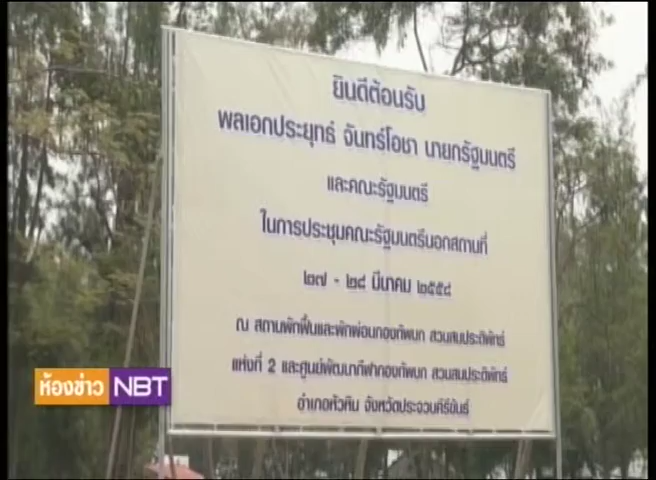 ยินดีต้อนรับ
พลเอกประยุทธ์ จันทร์โอชา นายกรัฐมนตรี
และคณะรัฐมนตรี
ในการประชุมคณะรัฐมนตรีนอกสถานที่
๒๗ - ๒๘ มีนาคม ๒๕๕๘
ณ สถานพักฟื้นและพักผ่อนกองทัพบก สวนสนประดิพัทธ์
แห่งที่ 2 และศูนย์พัฒนากีฬากองทัพบก สวนสนประดิพัทธ์
อำเภอหัวหิน จังหวัดประจวบคีรีขันธ์
ห้องข่าว NBT